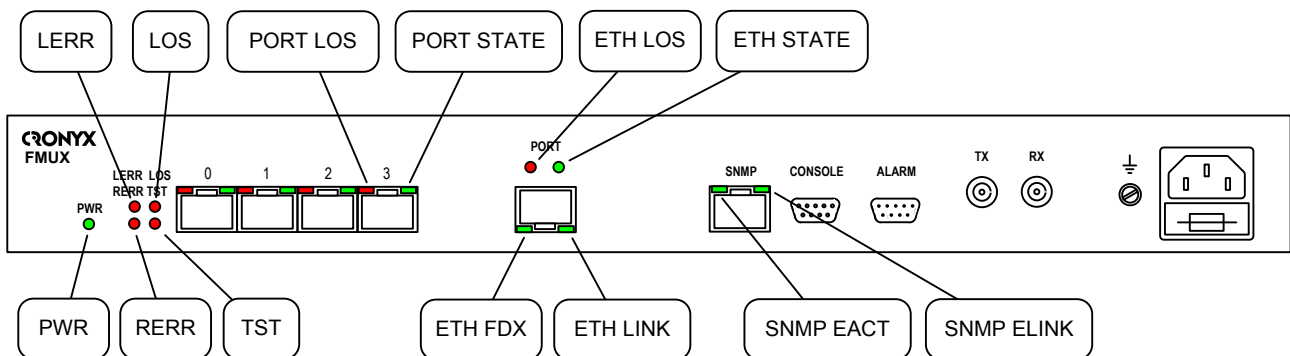 LERR LOS PORT LOS PORT STATE ETH LOS ETH STATE
CRONYX
FMUX
PORT
LERR LOS
RERR TST
PWR
0 1 2 3
SNMP CONSOLE ALARM
TX RX
PWR RERR TST ETH FDX ETH LINK SNMP EACT SNMP ELINK